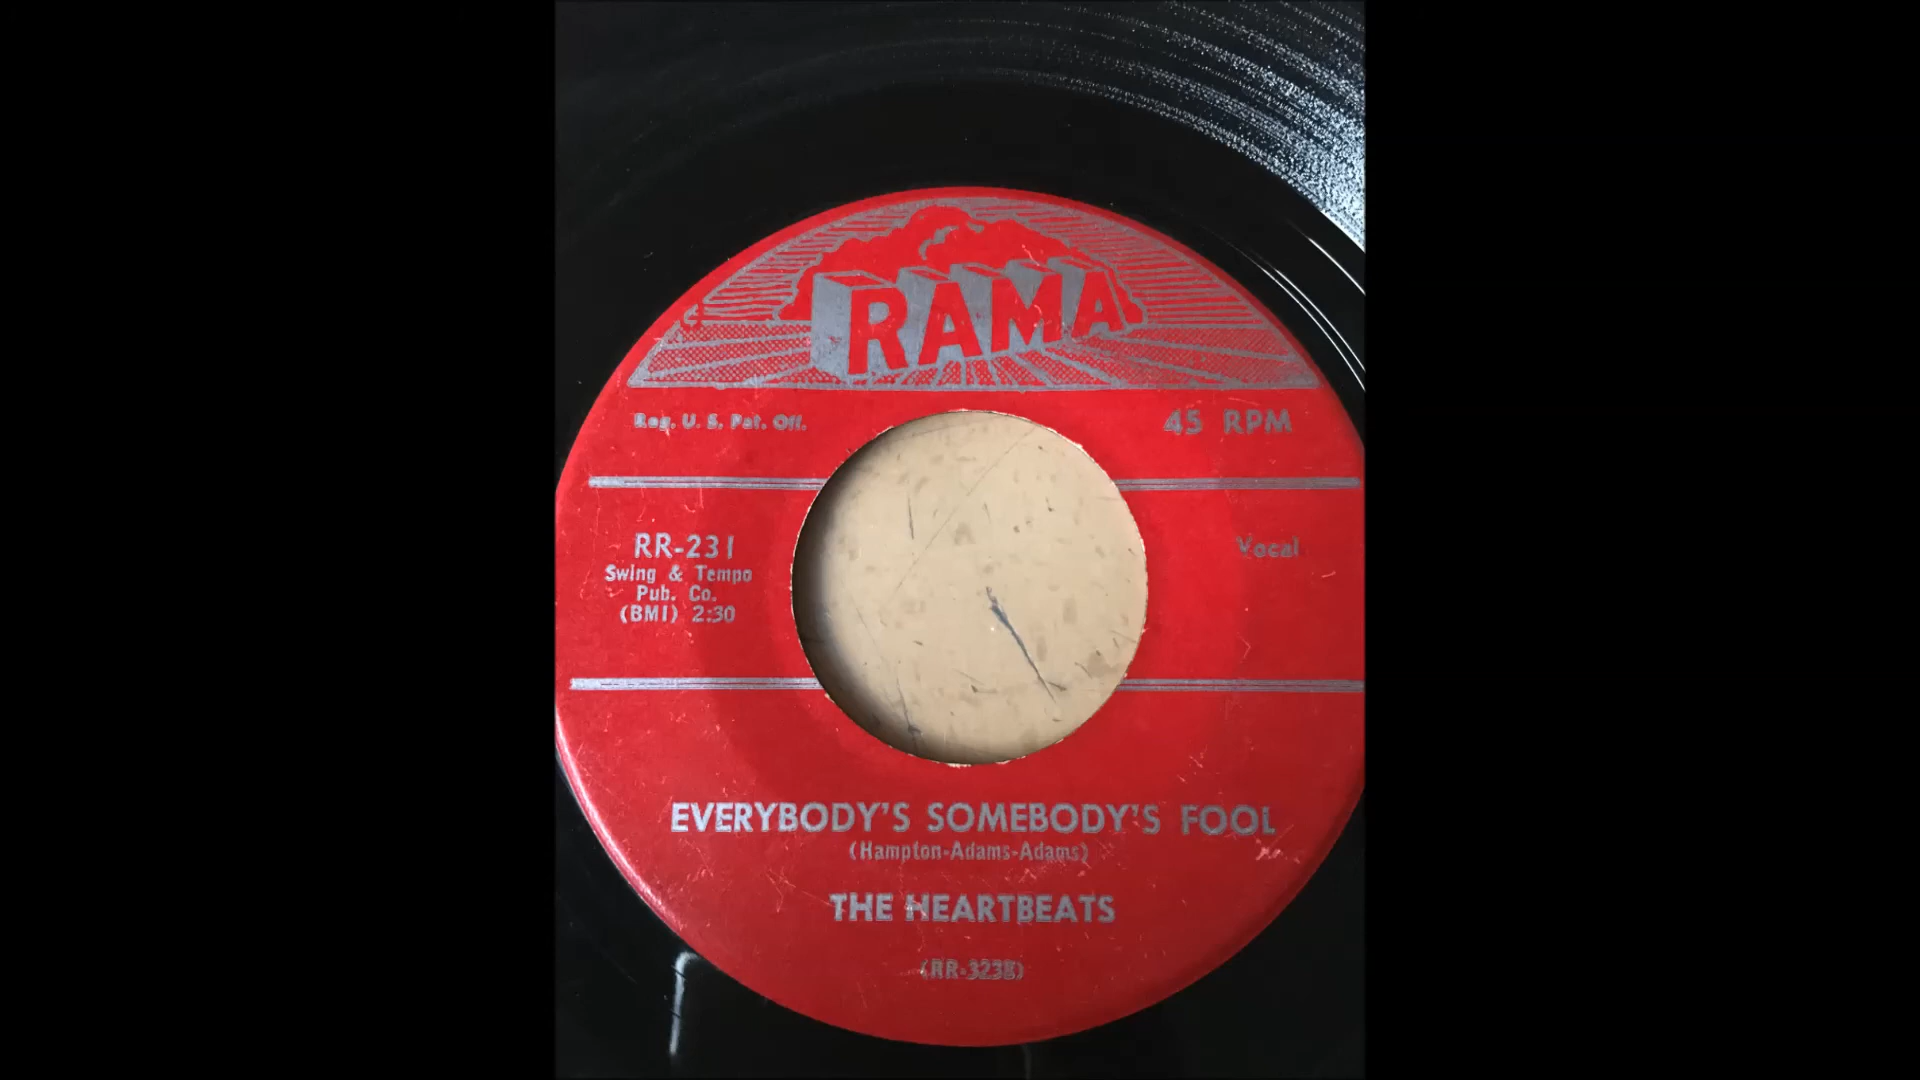 RAMA
Reg. U. S. Pat. Off.
45 RPM
RR-231
Swing & Tempo
Pub. Co.
(BMI) 2:30
Vocal
EVERYBODY'S SOMEBODY'S FOOL
(Hampton-Adams-Adams)
THE HEARTBEATS
(RR-3238)